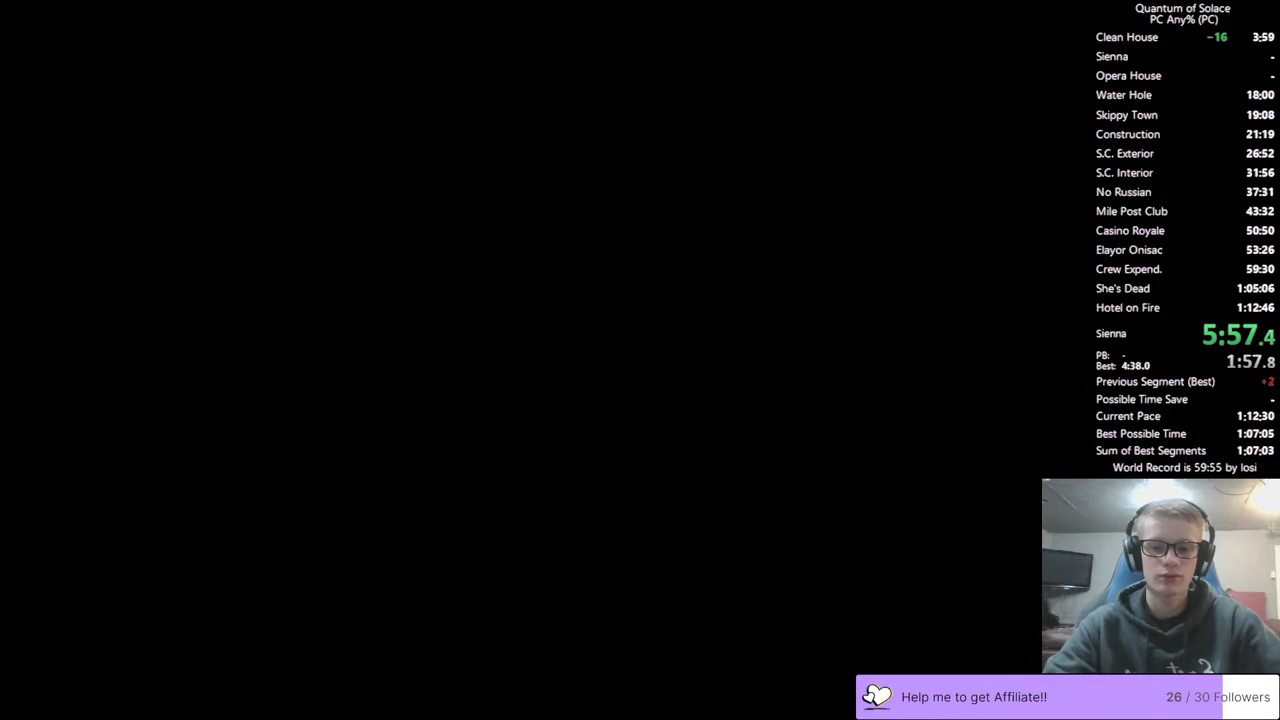 Quantum of Solace
PC Any% (PC)
Clean House -16 3:59
Sienna -
Opera House -
Water Hole 18:00
Skippy Town 19:08
Construction 21:19
S.C. Exterior 26:52
S.C. Interior 31:56
No Russian 37:31
Mile Post Club 43:32
Casino Royale 50:50
Elayor Onisac 53:26
Crew Expend. 59:30
She's Dead 1:05:06
Hotel on Fire 1:12:46
Sienna 5:57.4
PB: -
Best: 4:38.0 1:57.8
Previous Segment (Best) +2
Possible Time Save -
Current Pace 1:12:30
Best Possible Time 1:07:05
Sum of Best Segments 1:07:03
World Record is 59:55 by losi
Help me to get Affiliate!! 26 / 30 Followers